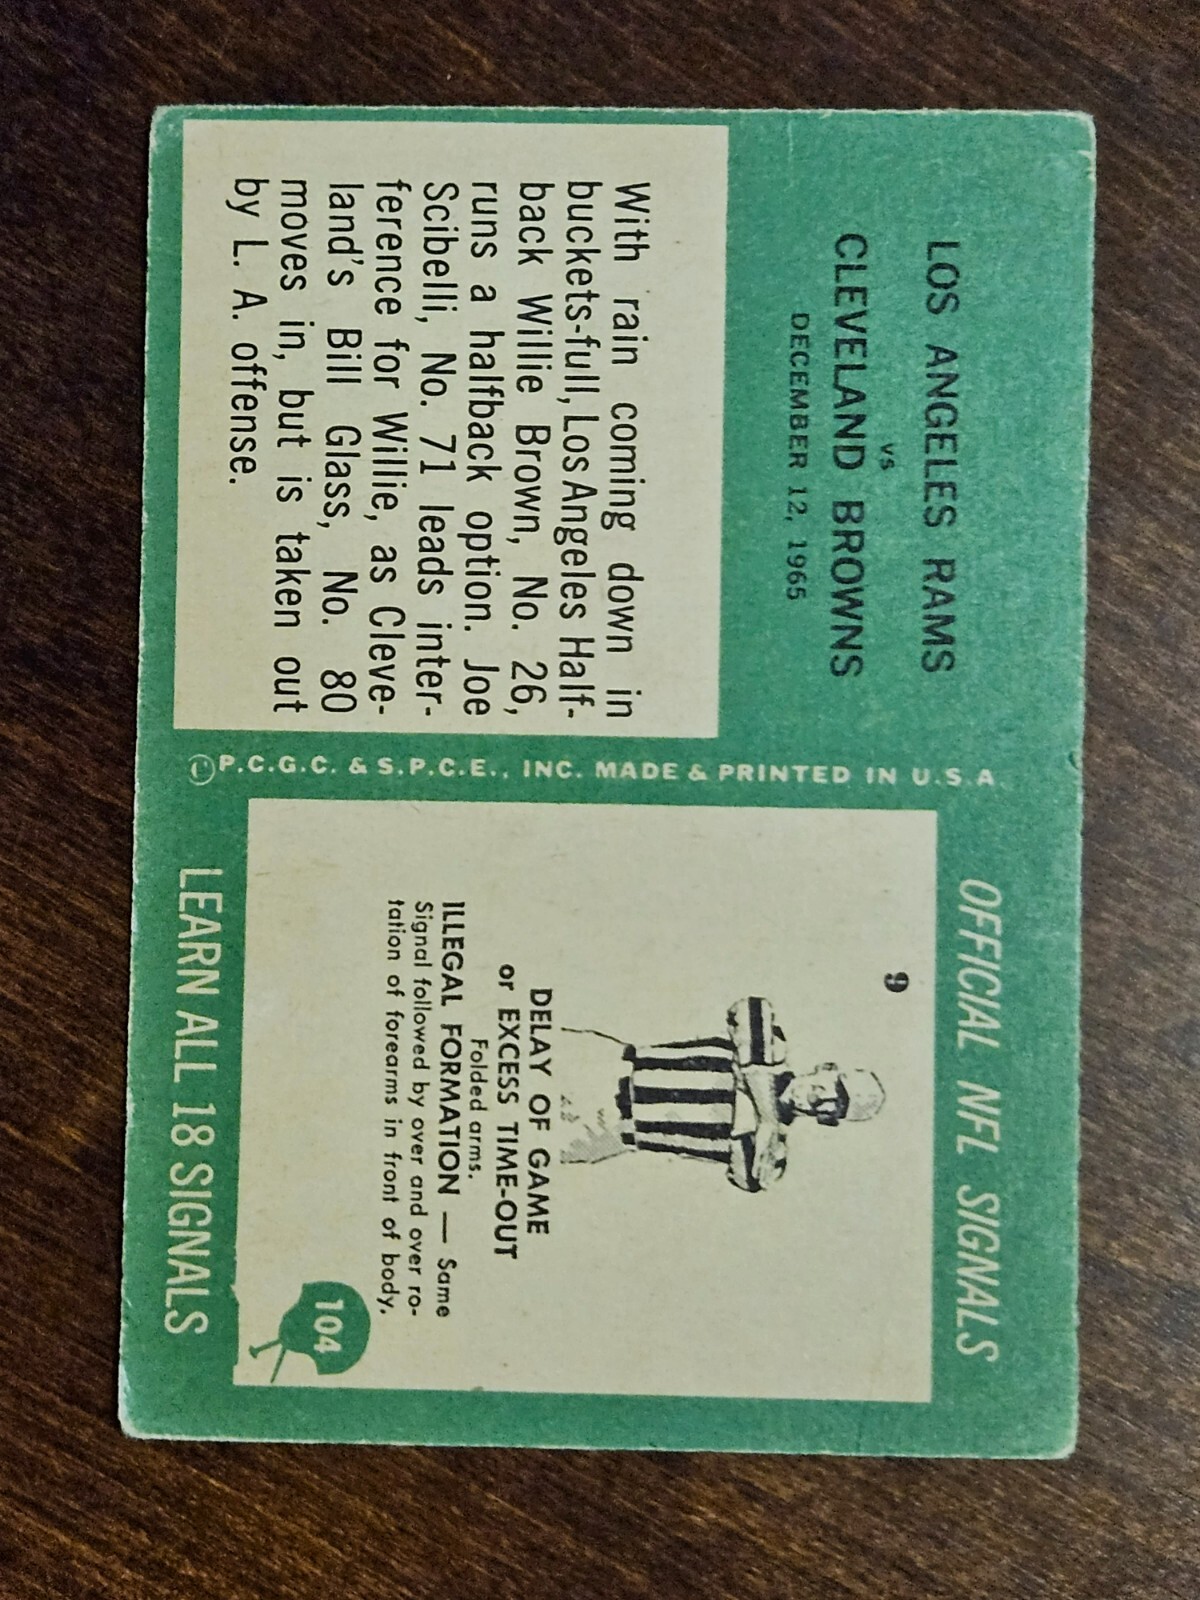 LOS ANGELES RAMS
vs
CLEVELAND BROWNS
DECEMBER 12, 1965
With rain coming down in
buckets-full, Los Angeles Half-
back Willie Brown, No. 26,
runs a halfback option. Joe
Scibelli, No. 71 leads inter-
ference for Willie, as Cleve-
land's Bill Glass, No. 80
moves in, but is taken out
by L. A. offense.
© P.C.G.C. & S.P.C.E., INC. MADE & PRINTED IN U.S.A.
OFFICIAL NFL SIGNALS
9
DELAY OF GAME
or EXCESS TIME-OUT
Folded arms.
ILLEGAL FORMATION — Same
Signal followed by over and over ro-
tation of forearms in front of body.
104
LEARN ALL 18 SIGNALS